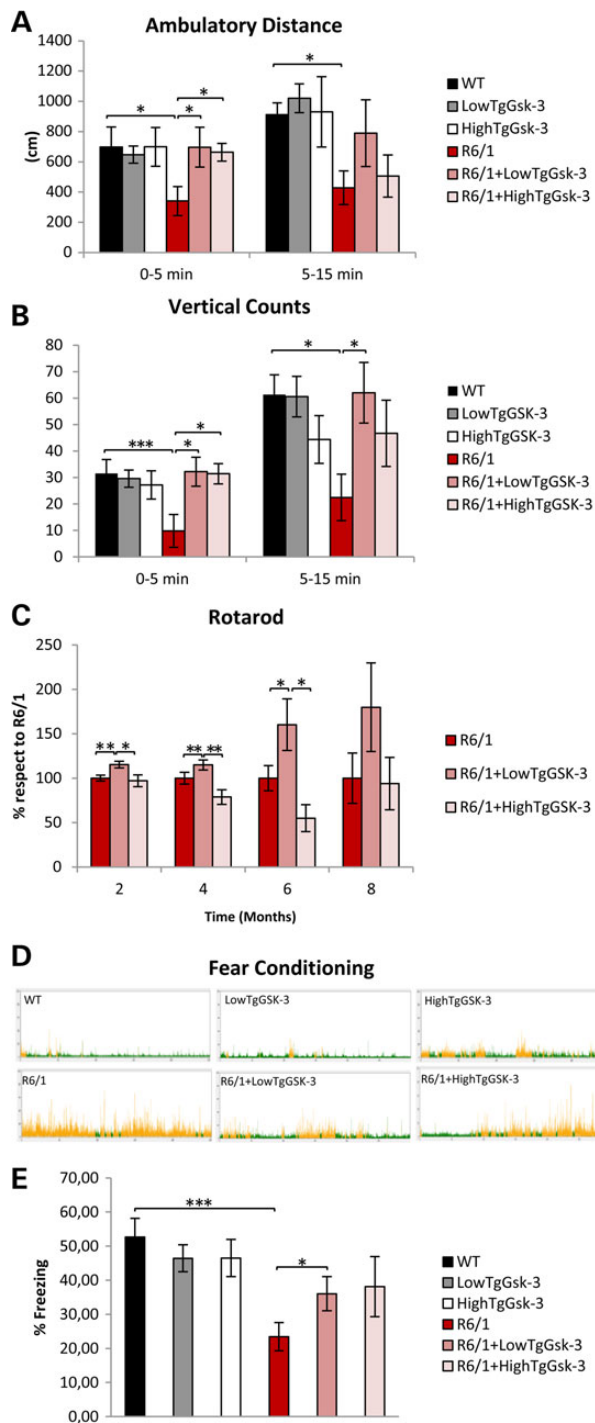 A
Ambulatory Distance
1400
1200
1000
800
600
400
200
0
(cm)
* * * *
0-5 min 5-15 min
WT
LowTgGsk-3
HighTGsk-3
R6/1
R6/1+LowTgGsk-3
R6/1+HighTgGsk-3
B
Vertical Counts
80
70
60
50
40
30
20
10
0
*** * * * *
0-5 min 5-15 min
WT
LowTgGSK-3
HighTgGSK-3
R6/1
R6/1+LowTgGSK-3
R6/1+HighTgGSK-3
C
Rotarod
250
200
150
100
50
0
% respect to R6/1
** * ** ** * *
2 4 6 8
Time (Months)
R6/1
R6/1+LowTgGSK-3
R6/1+HighTgGSK-3
D
Fear Conditioning
WT LowTgGSK-3 HighTgGSK-3
R6/1 R6/1+LowTgGSK-3 R6/1+HighTgGSK-3
E
70,00
60,00
50,00
40,00
30,00
20,00
10,00
0,00
% Freezing
*** *
WT
LowTgGsk-3
HighTgGsk-3
R6/1
R6/1+LowTgGsk-3
R6/1+HighTgGsk-3